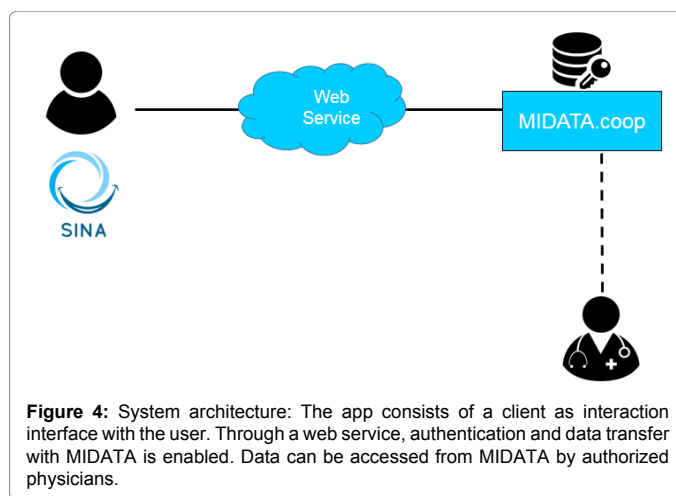 Web
Service
MIDATA.coop
SINA
Figure 4: System architecture: The app consists of a client as interaction
interface with the user. Through a web service, authentication and data transfer
with MIDATA is enabled. Data can be accessed from MIDATA by authorized
physicians.